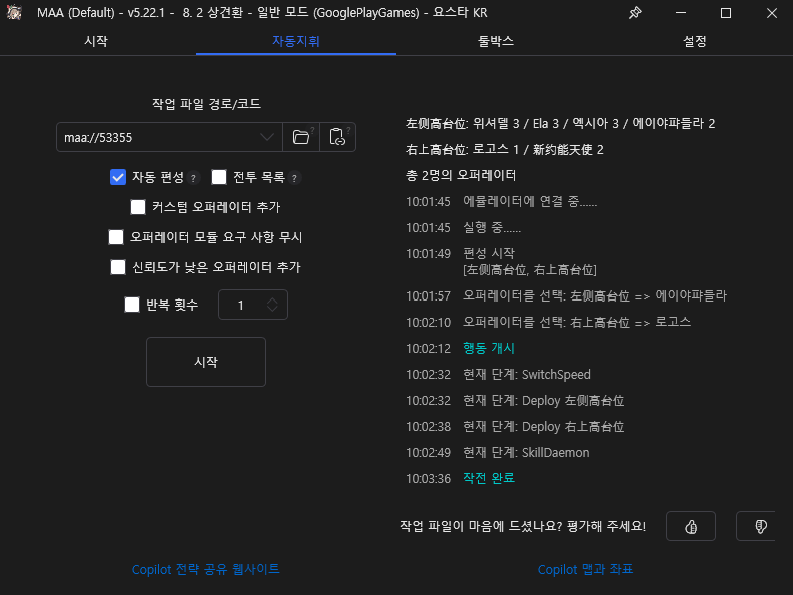 MAA (Default) - v5.22.1 - 8. 2 상견환 - 일반 모드 (GooglePlayGames) - 요스타 KR
시작 자동지휘 툴박스 설정
작업 파일 경로/코드
maa://53355
자동 편성 ? 전투 목록 ?
커스텀 오퍼레이터 추가
오퍼레이터 모듈 요구 사항 무시
신뢰도가 낮은 오퍼레이터 추가
반복 횟수 1
시작
左侧高台位: 위셔델 3 / Ela 3 / 엑시아 3 / 에이야퍄들라 2
右上高台位: 로고스 1 / 新约能天使 2
총 2명의 오퍼레이터
10:01:45 에뮬레이터에 연결 중......
10:01:45 실행 중......
10:01:49 편성 시작
[左侧高台位, 右上高台位]
10:01:57 오퍼레이터를 선택: 左侧高台位 => 에이야퍄들라
10:02:10 오퍼레이터를 선택: 右上高台位 => 로고스
10:02:12 행동 개시
10:02:32 현재 단계: SwitchSpeed
10:02:32 현재 단계: Deploy 左侧高台位
10:02:38 현재 단계: Deploy 右上高台位
10:02:49 현재 단계: SkillDaemon
10:03:36 작전 완료
작업 파일이 마음에 드셨나요? 평가해 주세요!
Copilot 전략 공유 웹사이트
Copilot 맵과 좌표